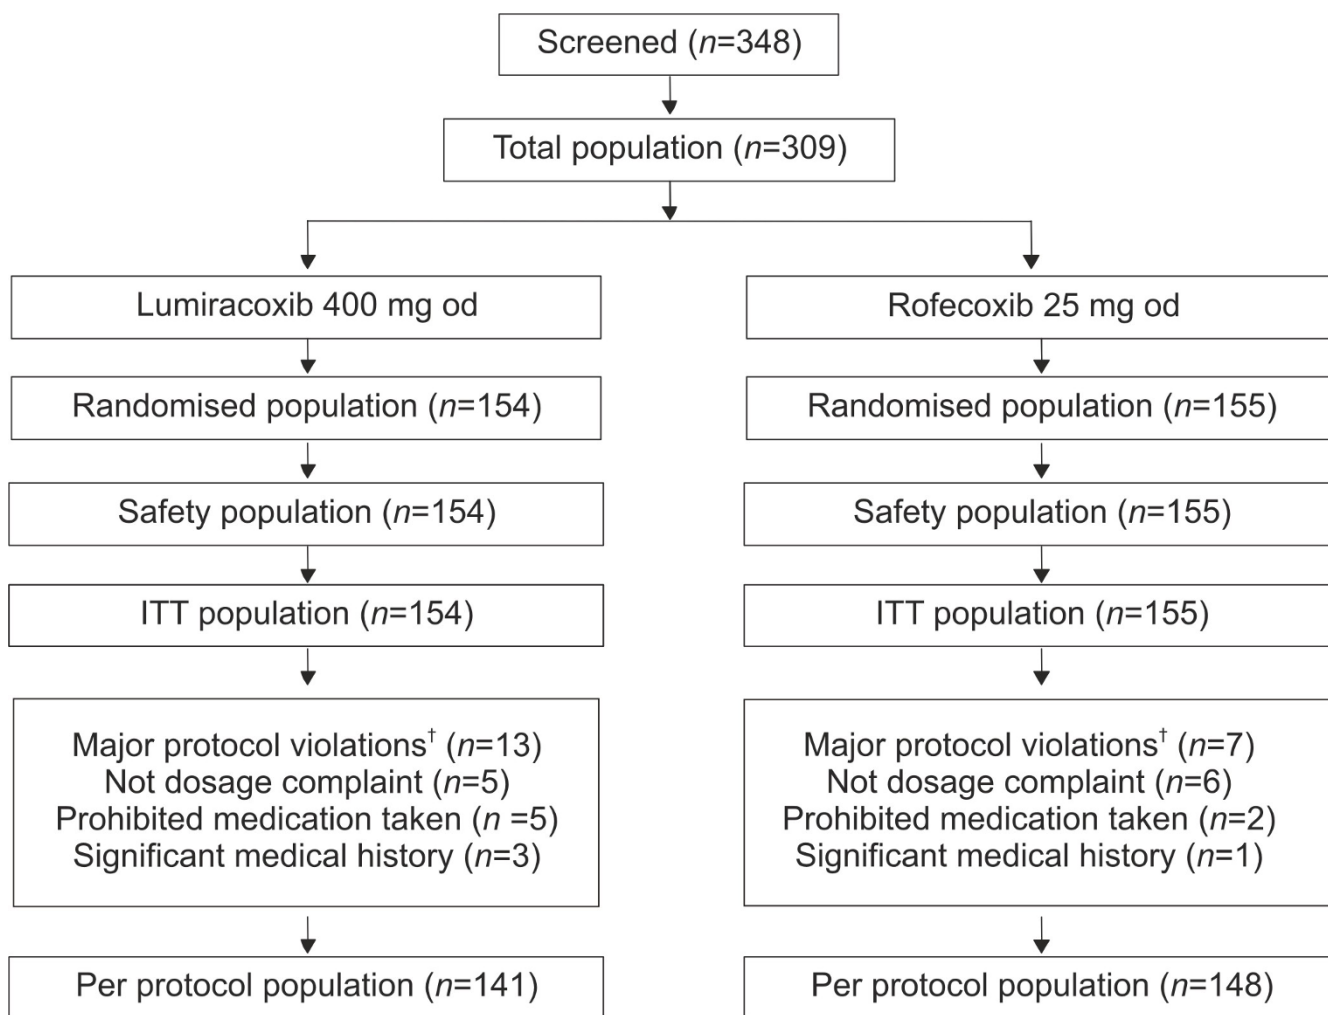 Screened (n=348)
Total population (n=309)
Lumiracoxib 400 mg od
Randomised population (n=154)
Safety population (n=154)
ITT population (n=154)
Major protocol violations† (n=13)
Not dosage complaint (n=5)
Prohibited medication taken (n =5)
Significant medical history (n=3)
Per protocol population (n=141)
Rofecoxib 25 mg od
Randomised population (n=155)
Safety population (n=155)
ITT population (n=155)
Major protocol violations† (n=7)
Not dosage complaint (n=6)
Prohibited medication taken (n=2)
Significant medical history (n=1)
Per protocol population (n=148)